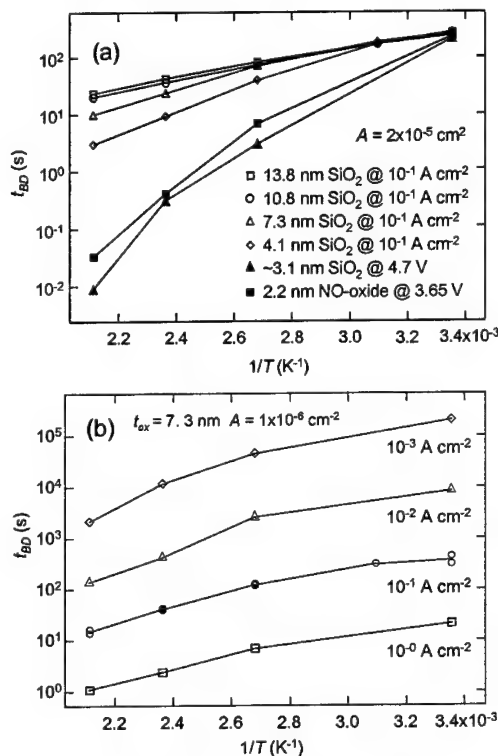 (a)
10²
10¹
10⁰
10⁻¹
10⁻²
t_BD (s)
A = 2x10⁻⁵ cm²
13.8 nm SiO₂ @ 10⁻¹ A cm⁻²
10.8 nm SiO₂ @ 10⁻¹ A cm⁻²
7.3 nm SiO₂ @ 10⁻¹ A cm⁻²
4.1 nm SiO₂ @ 10⁻¹ A cm⁻²
~3.1 nm SiO₂ @ 4.7 V
2.2 nm NO-oxide @ 3.65 V
2.2 2.4 2.6 2.8 3.0 3.2 3.4x10⁻³
1/T (K⁻¹)
(b)
t_ox = 7.3 nm A = 1x10⁻⁶ cm⁻²
10⁵
10⁴
10³
10²
10¹
10⁰
t_BD (s)
10⁻³ A cm⁻²
10⁻² A cm⁻²
10⁻¹ A cm⁻²
10⁻⁰ A cm⁻²
2.2 2.4 2.6 2.8 3.0 3.2 3.4x10⁻³
1/T (K⁻¹)